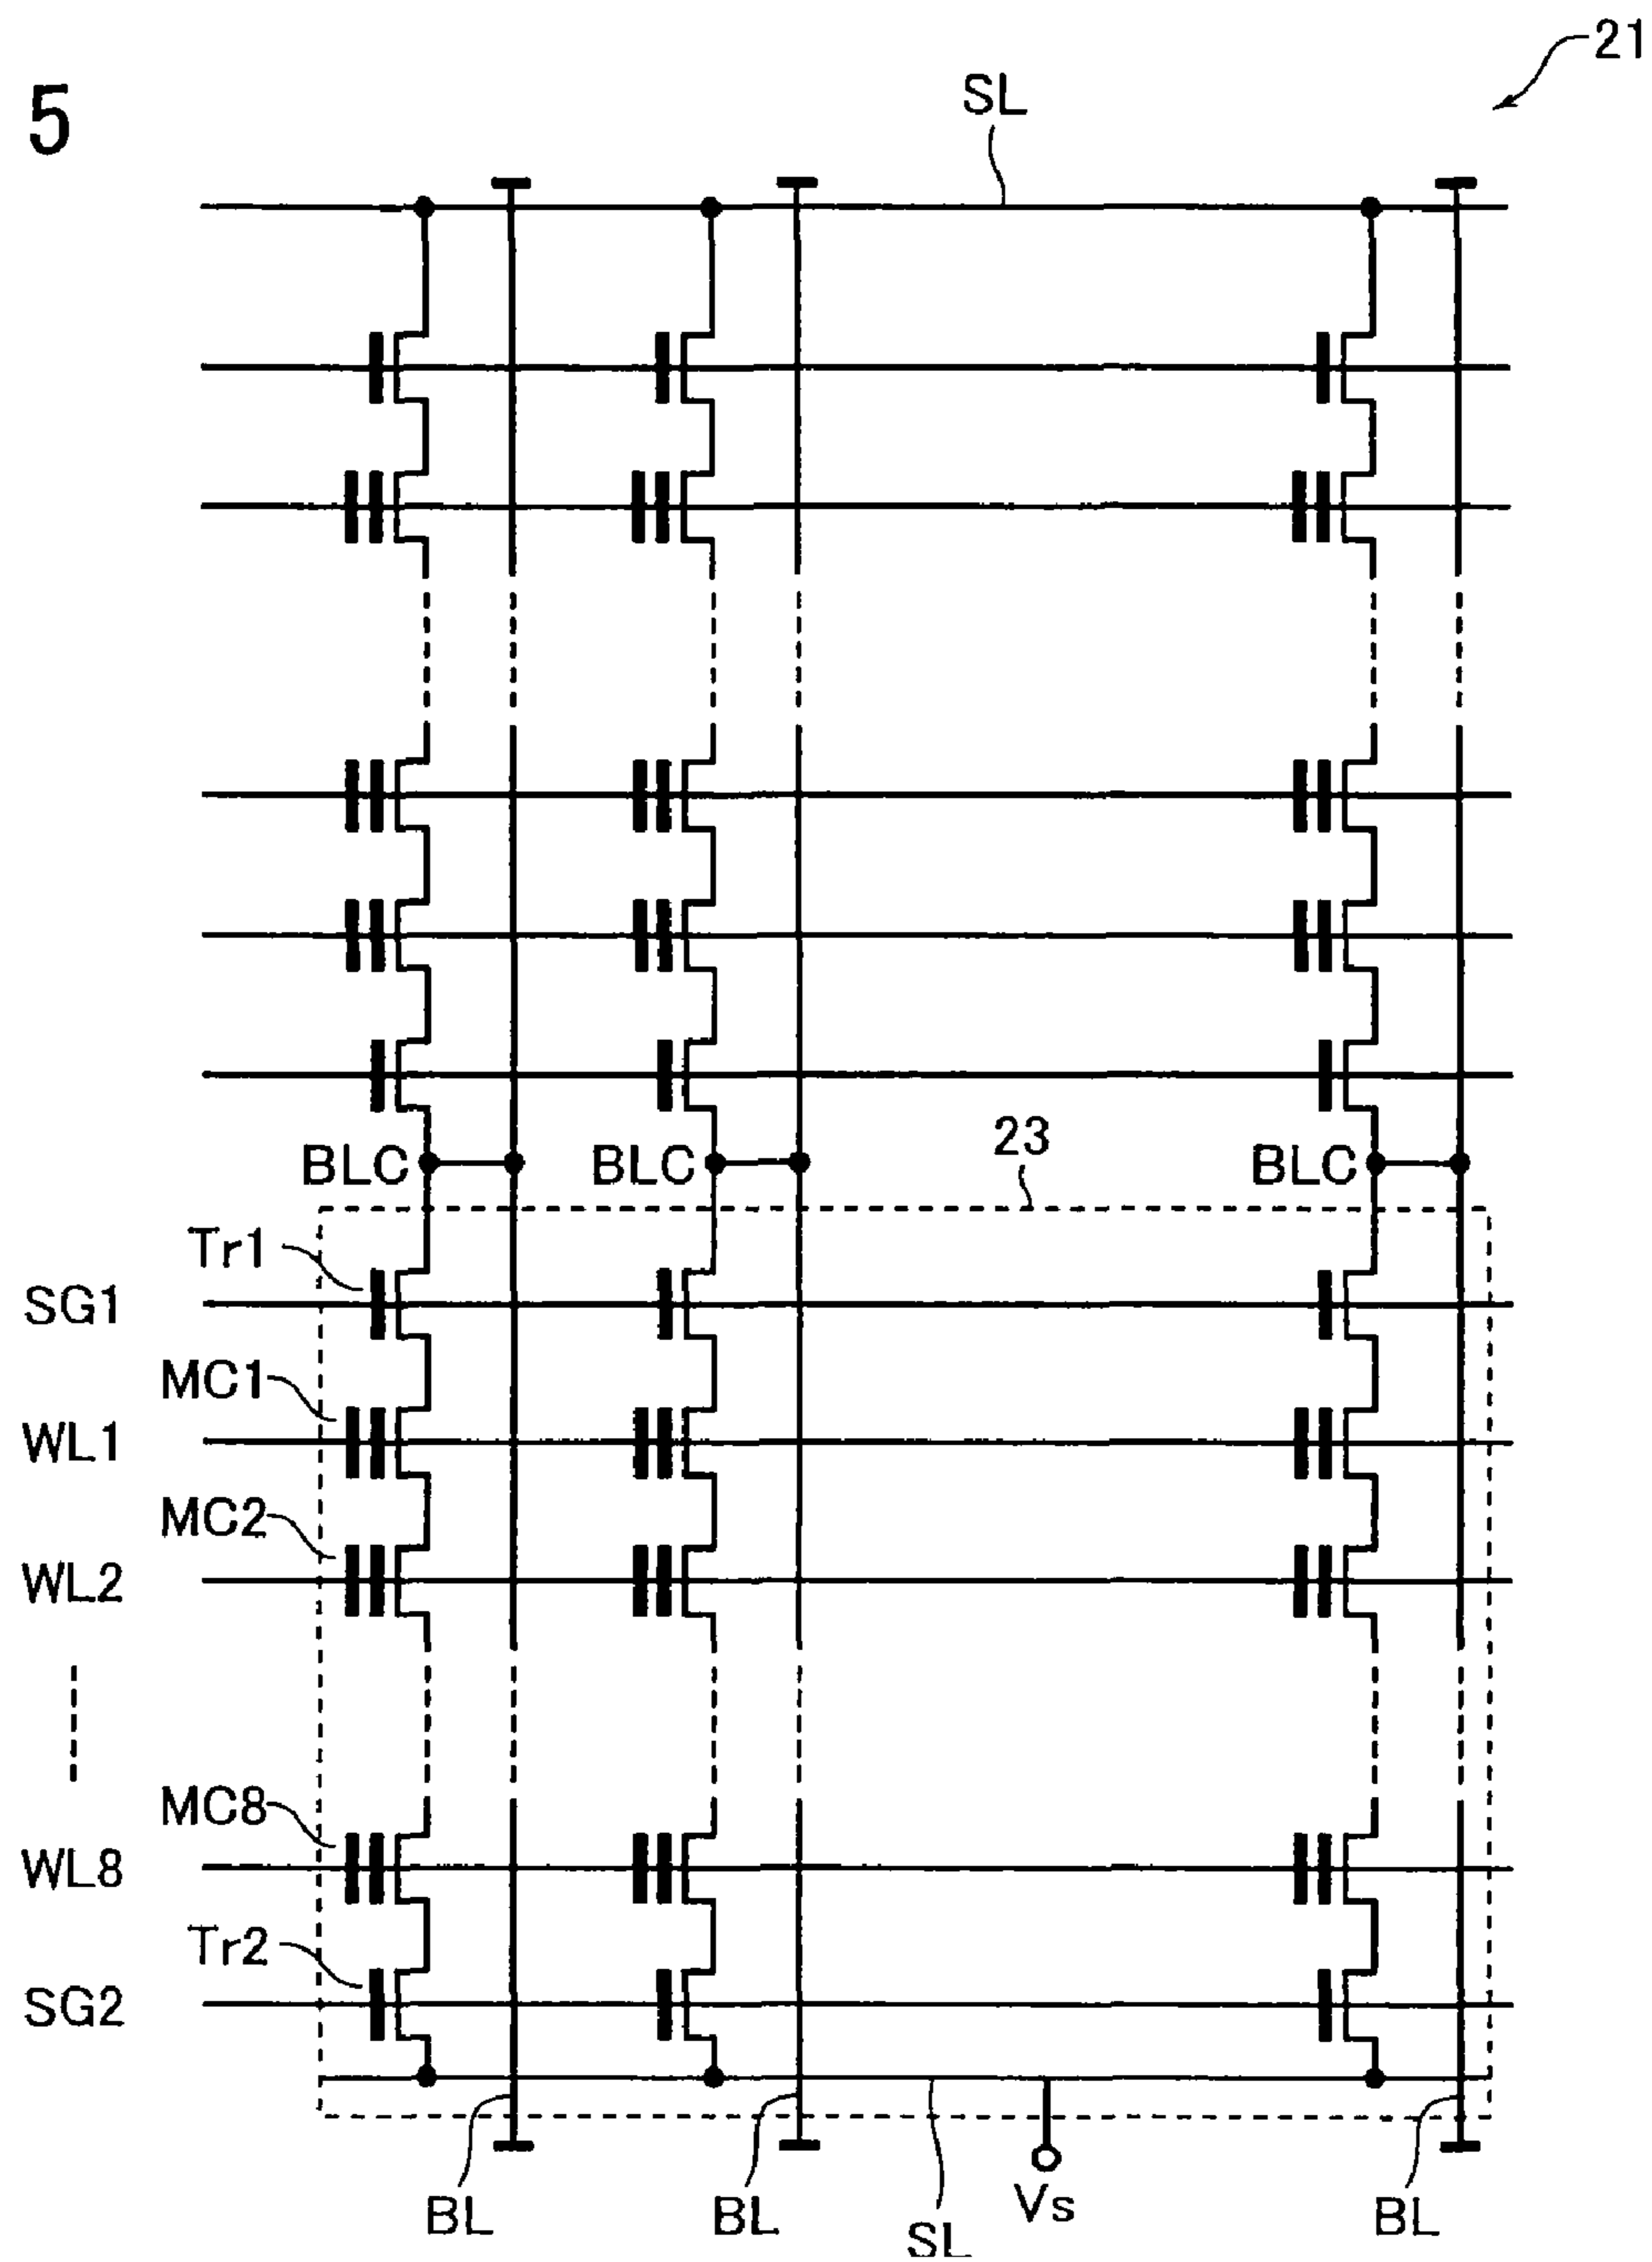 21
5
SL
BLC BLC BLC
23
Tr1
SG1
MC1
WL1
MC2
WL2
MC8
WL8
Tr2
SG2
BL BL Vs BL
SL